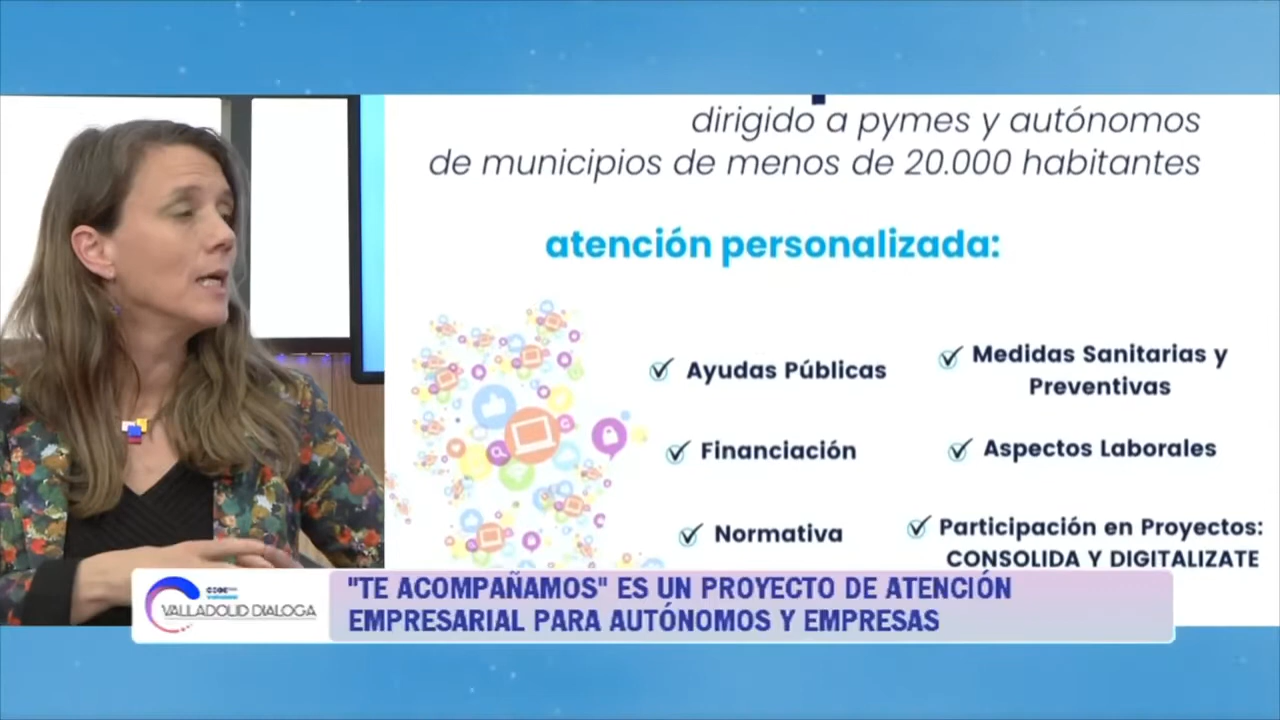 dirigido a pymes y autónomos
de municipios de menos de 20.000 habitantes
atención personalizada:
Ayudas Públicas
Medidas Sanitarias y
Preventivas
Financiación
Aspectos Laborales
Normativa
Participación en Proyectos:
CONSOLIDA Y DIGITALIZATE
VALLADOLID DIALOGA
"TE ACOMPAÑAMOS" ES UN PROYECTO DE ATENCIÓN
EMPRESARIAL PARA AUTÓNOMOS Y EMPRESAS